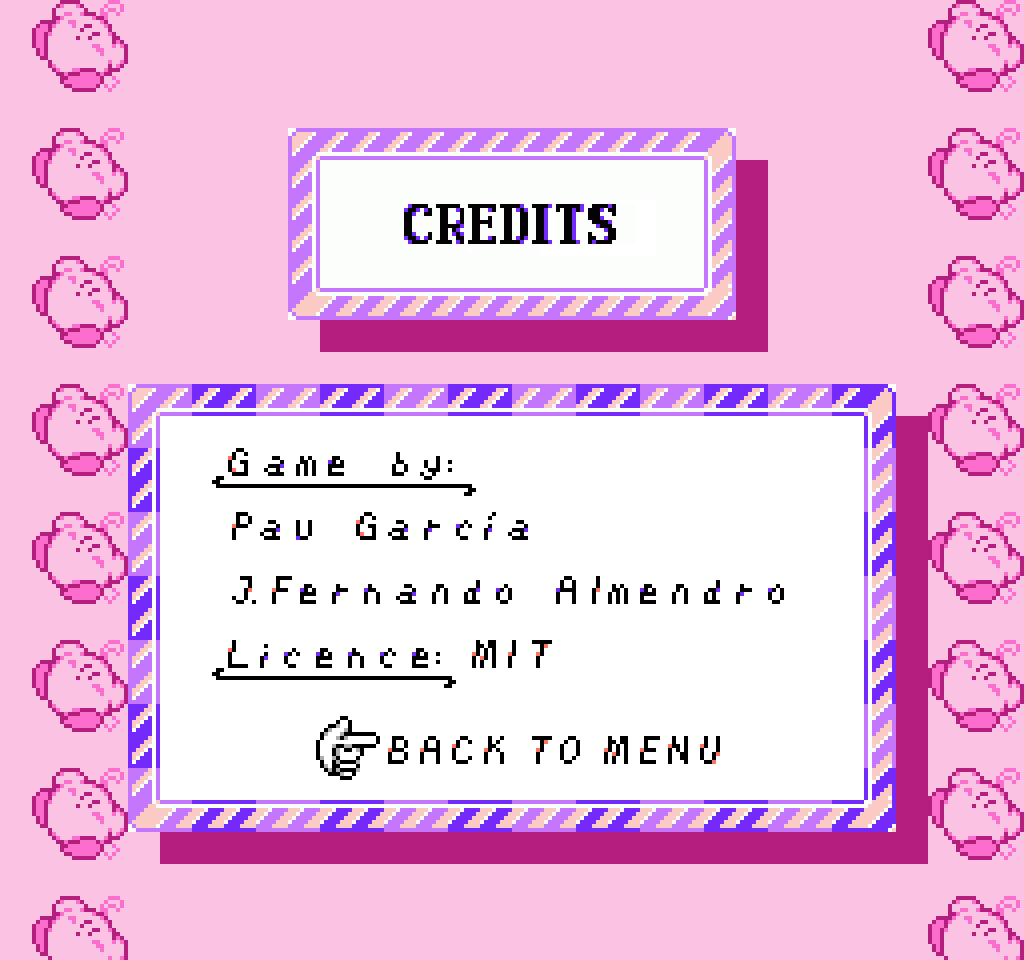 CREDITS
Game by:
Pau García
J.Fernando Almendro
Licence: MIT
BACK TO MENU